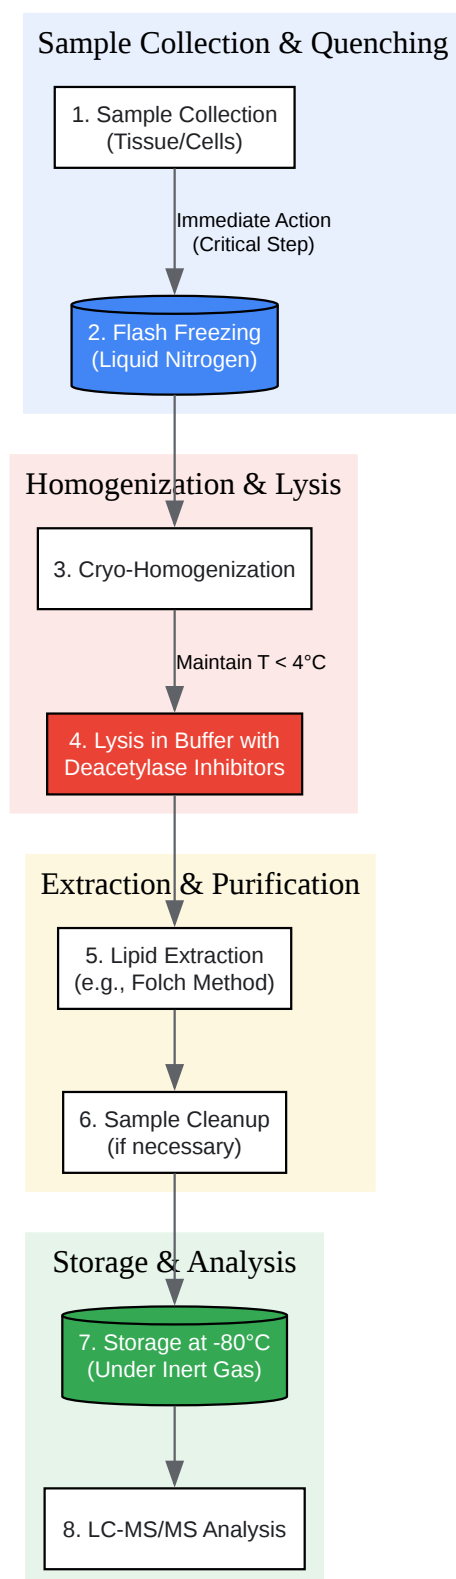 Sample Collection & Quenching
1. Sample Collection
(Tissue/Cells)
Immediate Action
(Critical Step)
2. Flash Freezing
(Liquid Nitrogen)
Homogenization & Lysis
3. Cryo-Homogenization
Maintain T < 4°C
4. Lysis in Buffer with
Deacetylase Inhibitors
Extraction & Purification
5. Lipid Extraction
(e.g., Folch Method)
6. Sample Cleanup
(if necessary)
Storage & Analysis
7. Storage at -80°C
(Under Inert Gas)
8. LC-MS/MS Analysis